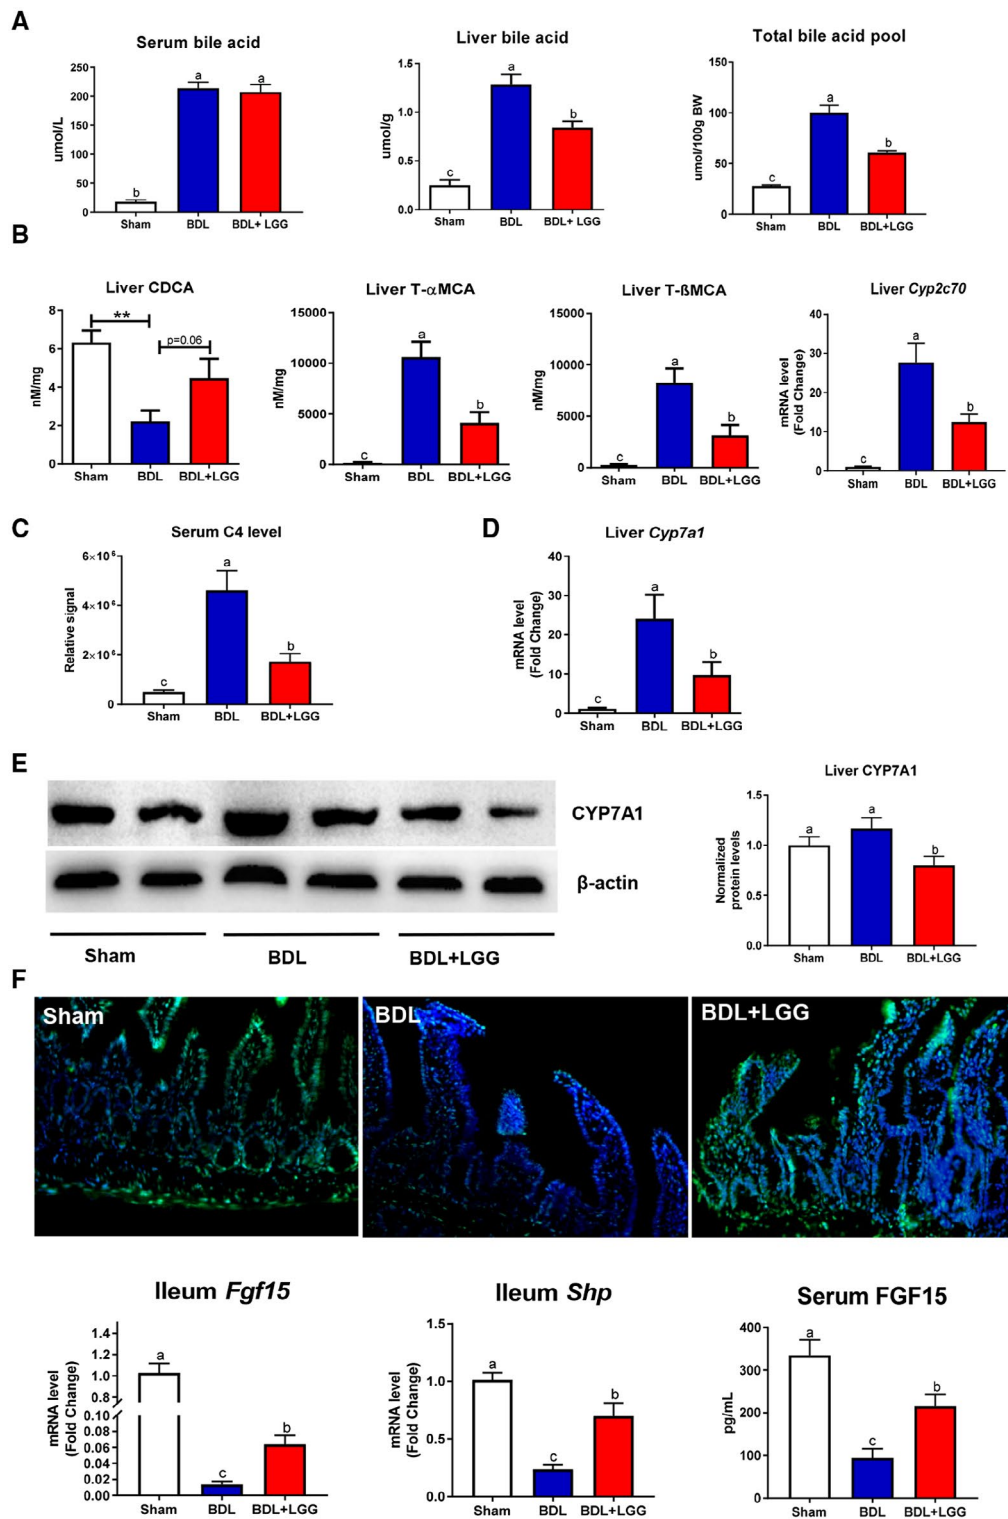 A
Serum bile acid
umol/L
250
200
150
100
50
0
b
a
a
Sham
BDL
BDL+ LGG
Liver bile acid
umol/g
1.5
1.0
0.5
0.0
c
a
b
Sham
BDL
BDL+ LGG
Total bile acid pool
umol/100g BW
150
100
50
0
c
a
b
Sham
BDL
BDL+LGG
B
Liver CDCA
nM/mg
8
6
4
2
0
**
p=0.06
Sham
BDL
BDL+LGG
Liver T-αMCA
nM/mg
15000
10000
5000
0
c
a
b
Sham
BDL
BDL+LGG
Liver T-ßMCA
nM/mg
15000
10000
5000
0
c
a
b
Sham
BDL
BDL+LGG
Liver Cyp2c70
mRNA level
(Fold Change)
40
30
20
10
0
c
a
b
Sham
BDL
BDL+LGG
C
Serum C4 level
Relative signal
6×10⁶
4×10⁶
2×10⁶
0
c
a
b
Sham
BDL
BDL+LGG
D
Liver Cyp7a1
mRNA level
(Fold Change)
40
30
20
10
0
c
a
b
Sham
BDL
BDL+LGG
E
CYP7A1
β-actin
Sham
BDL
BDL+LGG
Liver CYP7A1
Normalized
protein levels
1.5
1.0
0.5
0.0
a
a
b
Sham
BDL
BDL+LGG
F
Sham
BDL
BDL+LGG
Ileum Fgf15
mRNA level
(Fold Change)
1.4
1.2
1.0
0.8
0.10
0.08
0.06
0.04
0.02
0.00
a
c
b
Sham
BDL
BDL+LGG
Ileum Shp
mRNA level
(Fold Change)
1.5
1.0
0.5
0.0
a
c
b
Sham
BDL
BDL+LGG
Serum FGF15
pg/mL
400
300
200
100
0
a
c
b
Sham
BDL
BDL+LGG